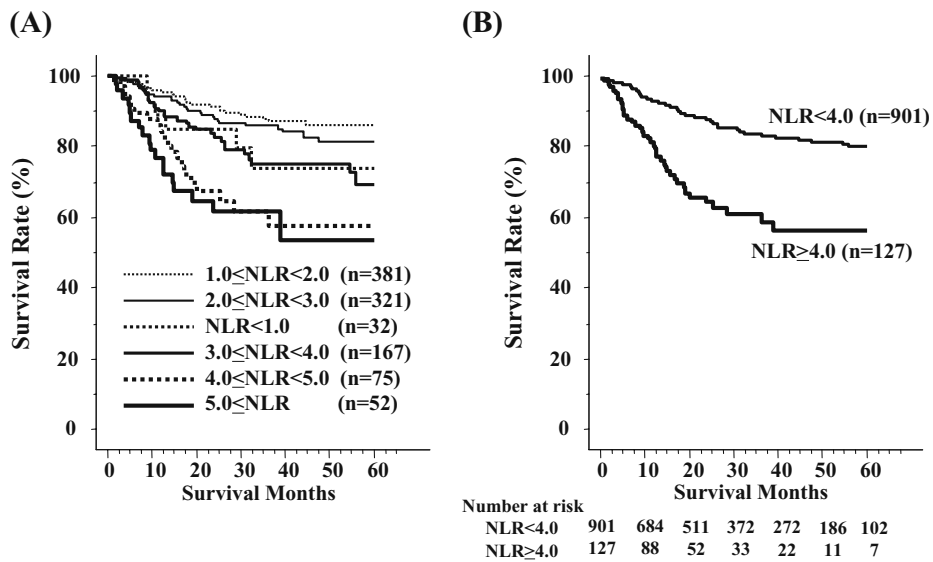 (A)
Survival Rate (%)
100
80
60
40
20
0
1.0≤NLR<2.0 (n=381)
2.0≤NLR<3.0 (n=321)
NLR<1.0 (n=32)
3.0≤NLR<4.0 (n=167)
4.0≤NLR<5.0 (n=75)
5.0≤NLR (n=52)
0 10 20 30 40 50 60
Survival Months
(B)
Survival Rate (%)
100
80
60
40
20
0
NLR<4.0 (n=901)
NLR≥4.0 (n=127)
0 10 20 30 40 50 60
Survival Months
Number at risk
NLR<4.0 901 684 511 372 272 186 102
NLR≥4.0 127 88 52 33 22 11 7